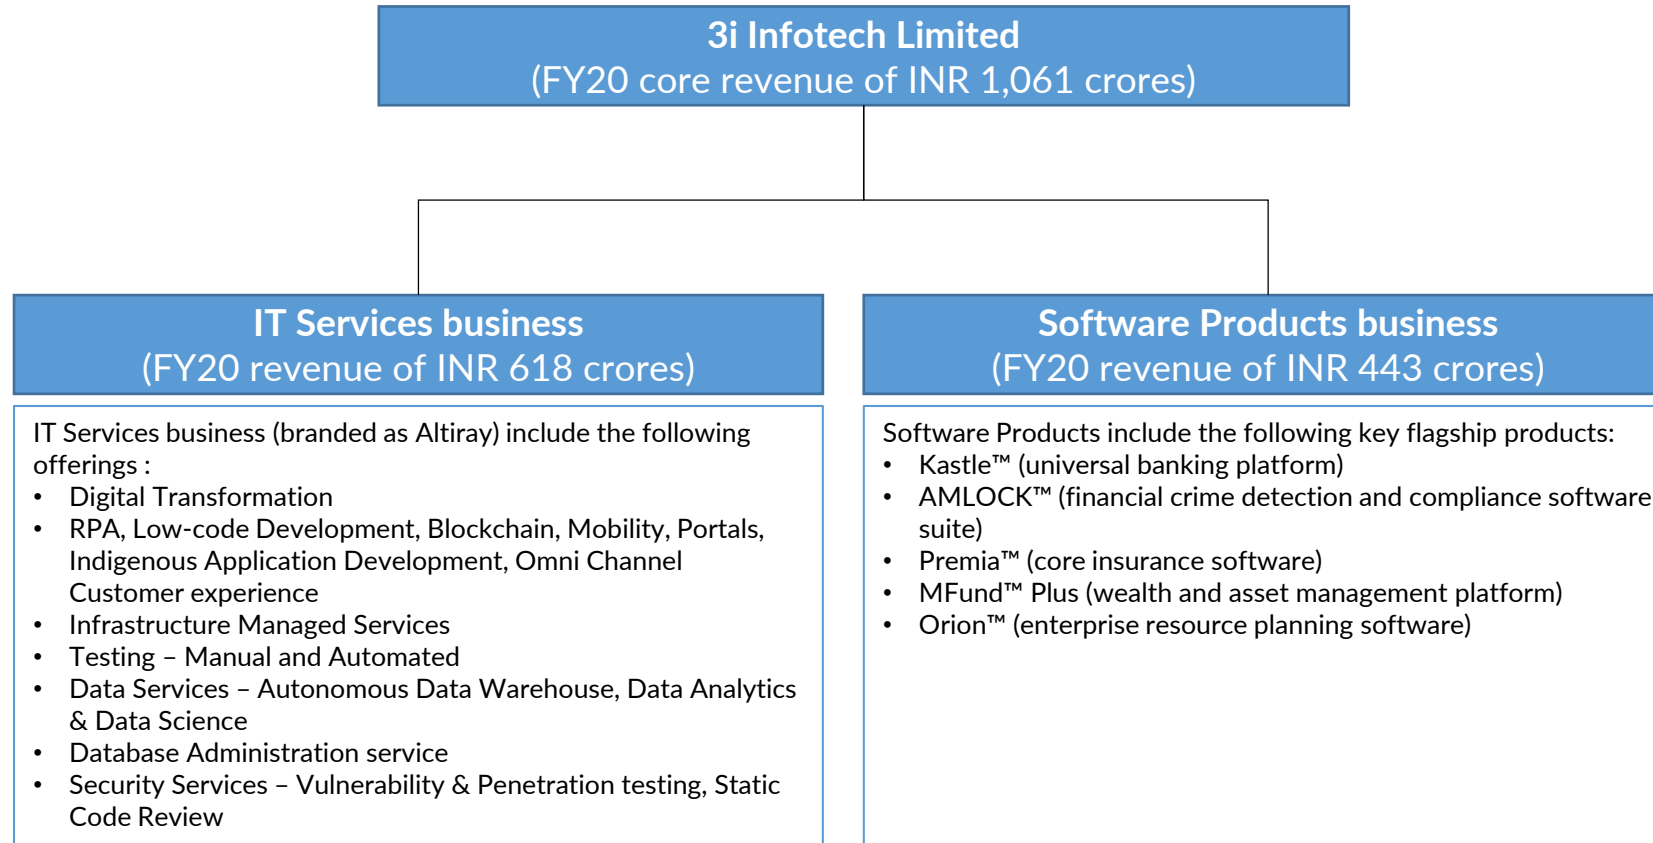 3i Infotech Limited
(FY20 core revenue of INR 1,061 crores)
IT Services business
(FY20 revenue of INR 618 crores)
IT Services business (branded as Altiray) include the following
offerings :
• Digital Transformation
• RPA, Low-code Development, Blockchain, Mobility, Portals,
Indigenous Application Development, Omni Channel
Customer experience
• Infrastructure Managed Services
• Testing – Manual and Automated
• Data Services – Autonomous Data Warehouse, Data Analytics
& Data Science
• Database Administration service
• Security Services – Vulnerability & Penetration testing, Static
Code Review
Software Products business
(FY20 revenue of INR 443 crores)
Software Products include the following key flagship products:
• Kastle™ (universal banking platform)
• AMLOCK™ (financial crime detection and compliance software
suite)
• Premia™ (core insurance software)
• MFund™ Plus (wealth and asset management platform)
• Orion™ (enterprise resource planning software)